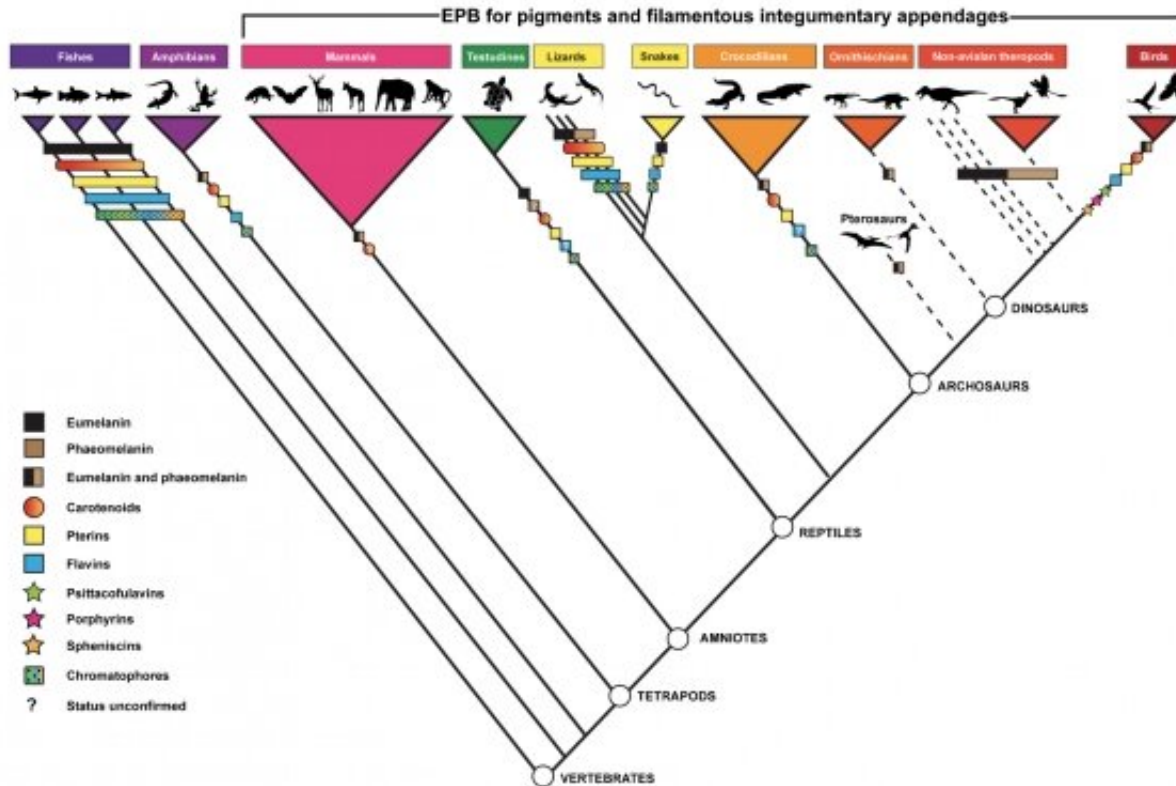 EPB for pigments and filamentous integumentary appendages
Fishes
Amphibians
Mammals
Testudines
Lizards
Snakes
Crocodilians
Ornithischians
Non-avialan theropods
Birds
Pterosaurs
DINOSAURS
ARCHOSAURS
REPTILES
AMNIOTES
TETRAPODS
VERTEBRATES
Eumelanin
Phaeomelanin
Eumelanin and phaeomelanin
Carotenoids
Pterins
Flavins
Psittacofulavins
Porphyrins
Spheniscins
Chromatophores
? Status unconfirmed